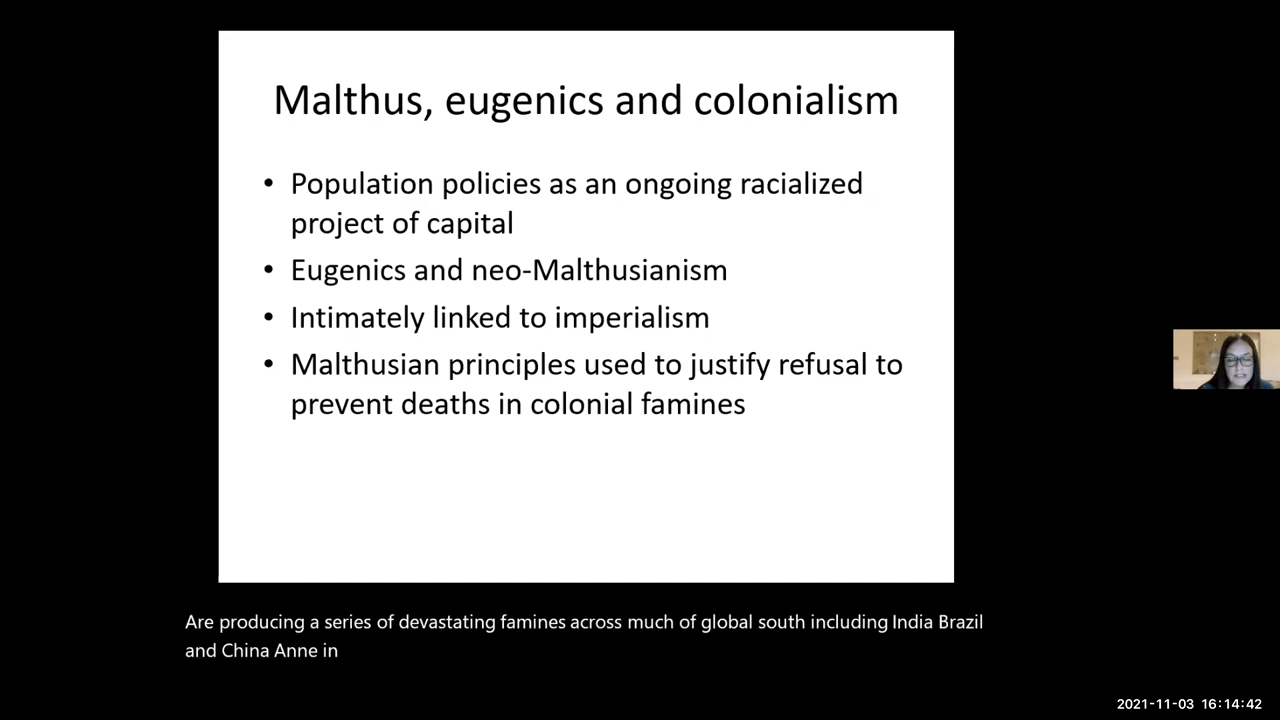 Malthus, eugenics and colonialism
• Population policies as an ongoing racialized
project of capital
• Eugenics and neo-Malthusianism
• Intimately linked to imperialism
• Malthusian principles used to justify refusal to
prevent deaths in colonial famines
Are producing a series of devastating famines across much of global south including India Brazil
and China Anne in
2021-11-03 16:14:42